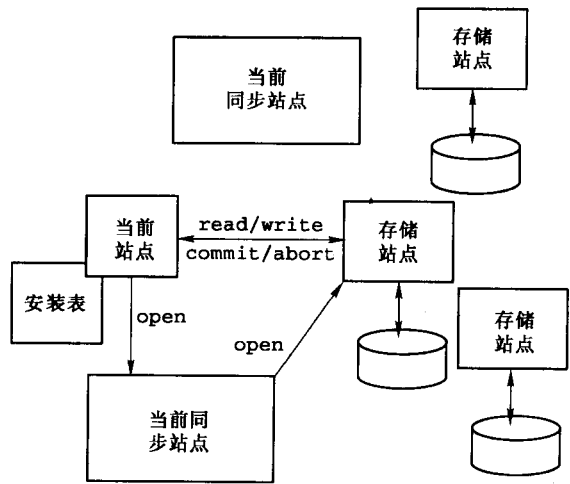 存储
站点
当前
同步站点
当前
站点
read/write
commit/abort
存储
站点
安装表
open
open
存储
站点
当前同
步站点